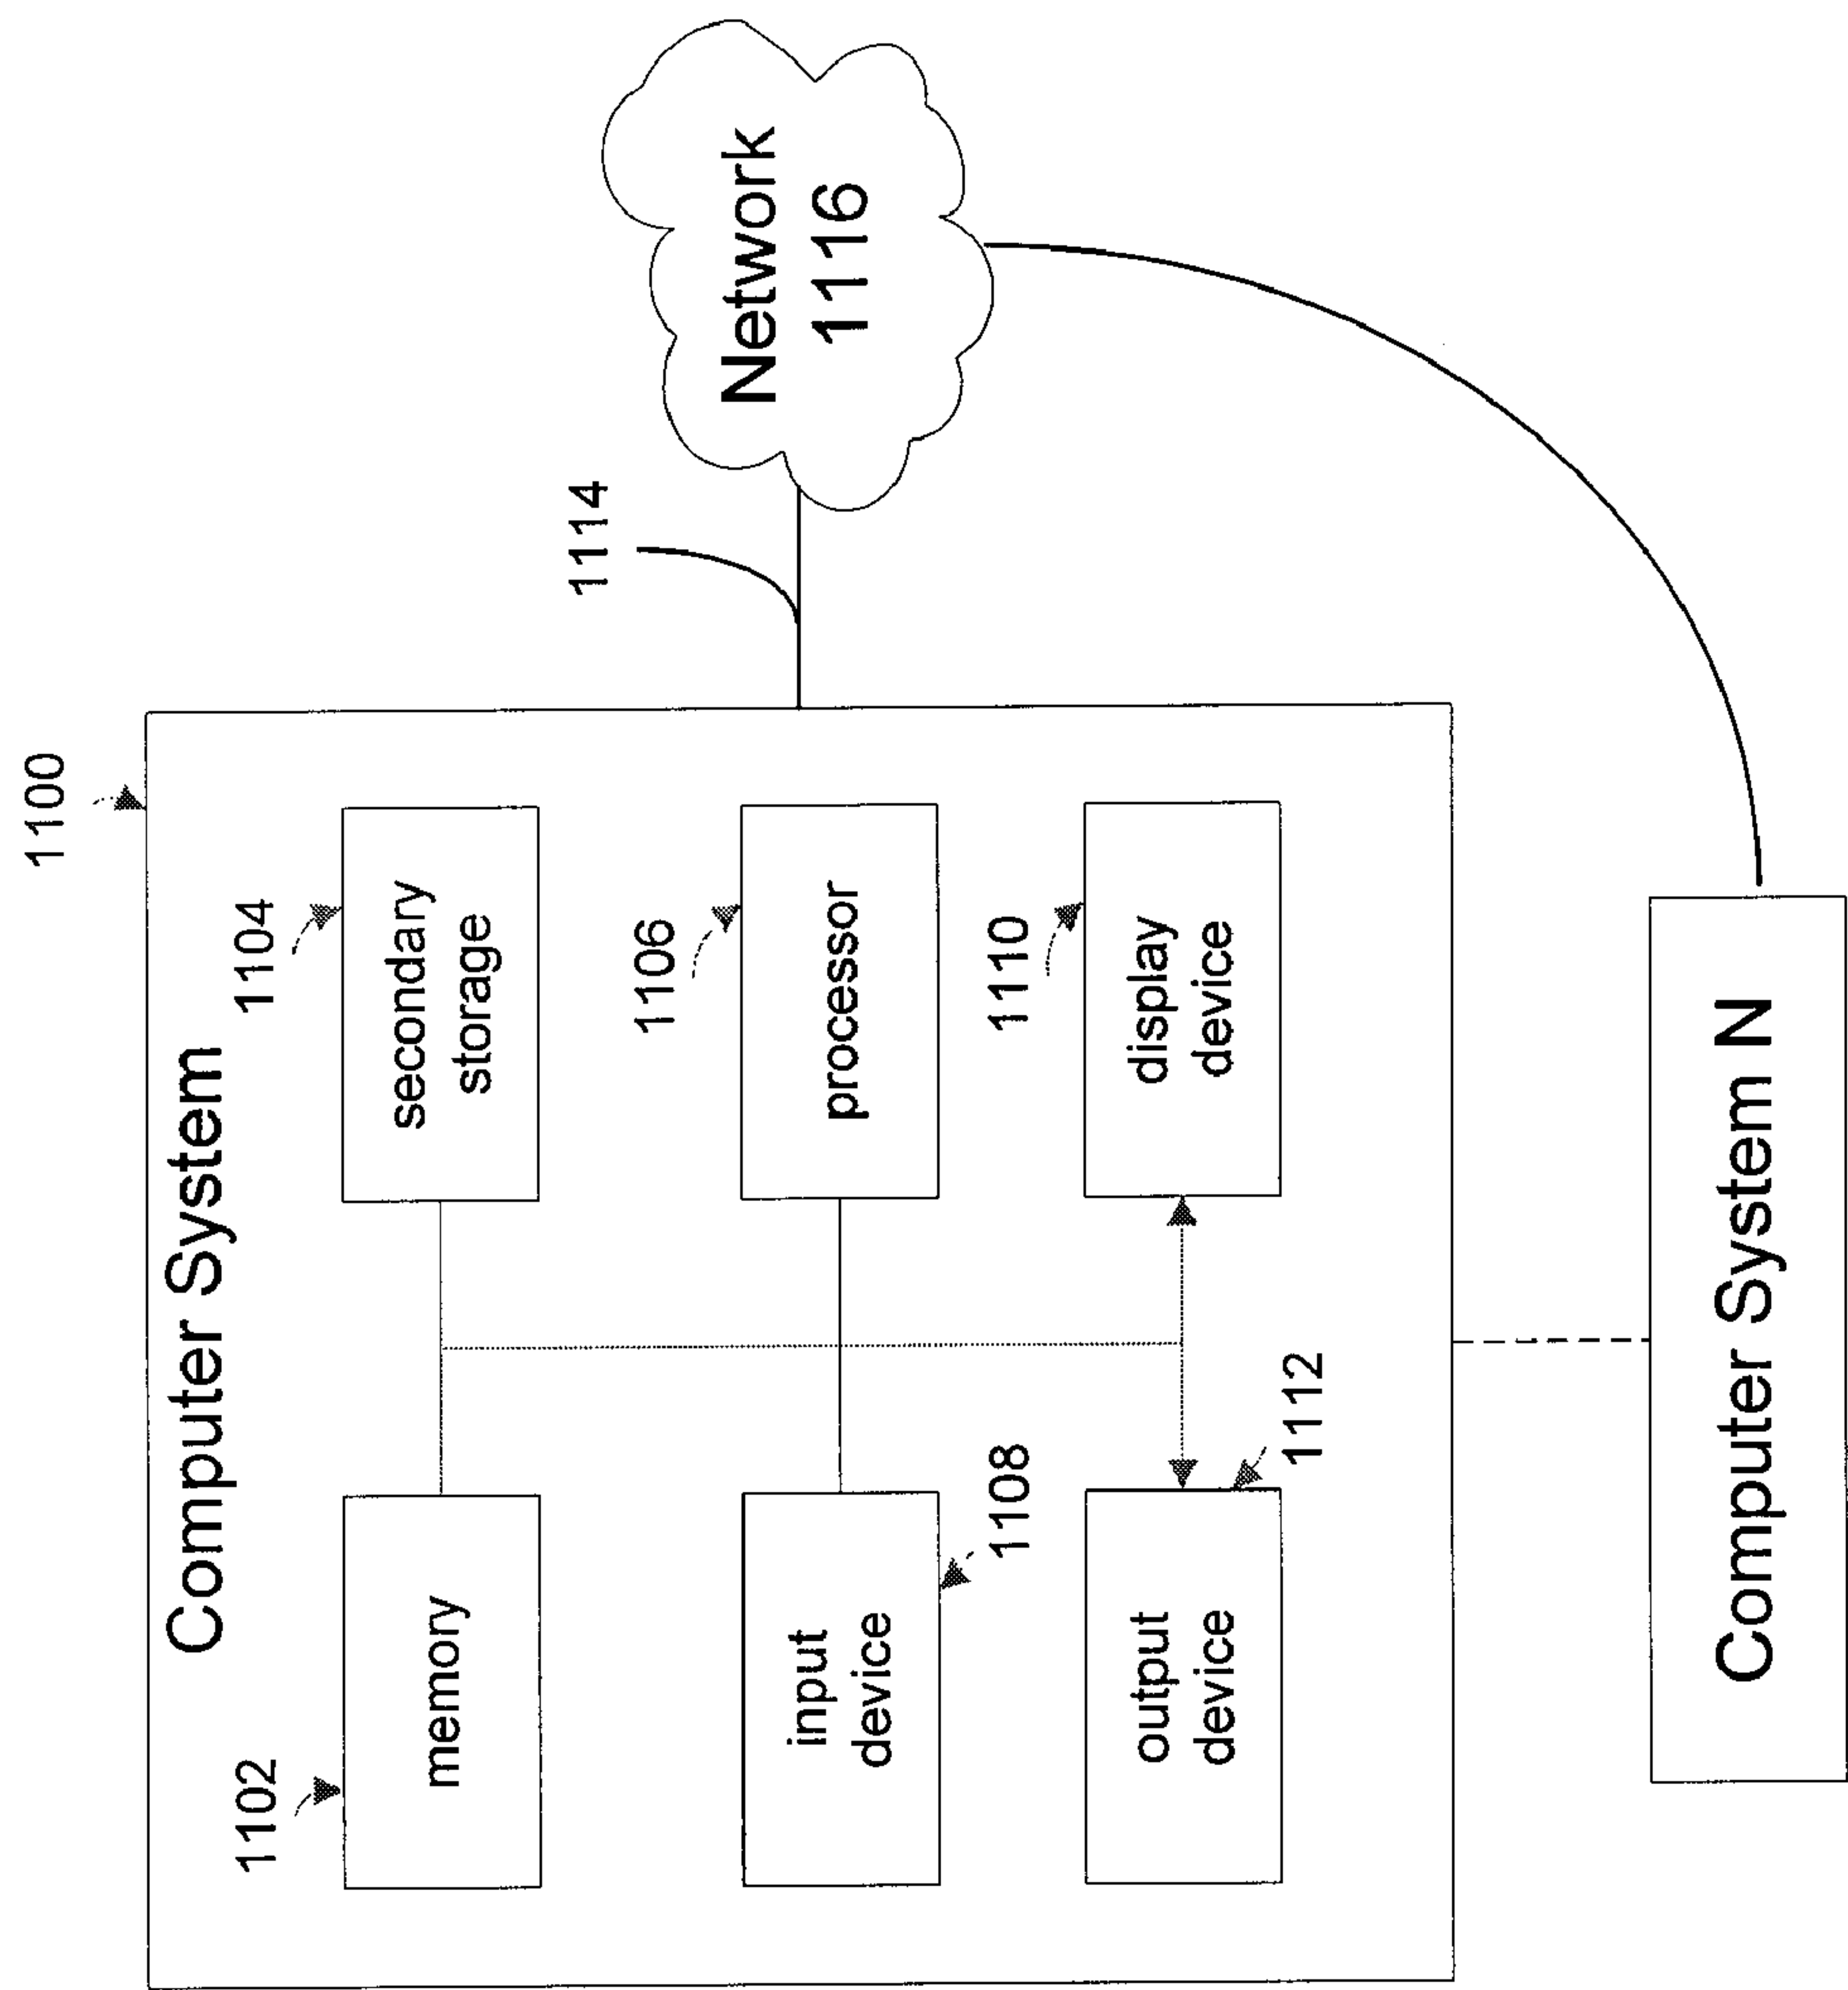 1100
Computer System
1102
1104
memory
secondary
storage
1106
input
device
processor
1108
1110
output
device
display
device
1112
1114
Network
1116
Computer System N